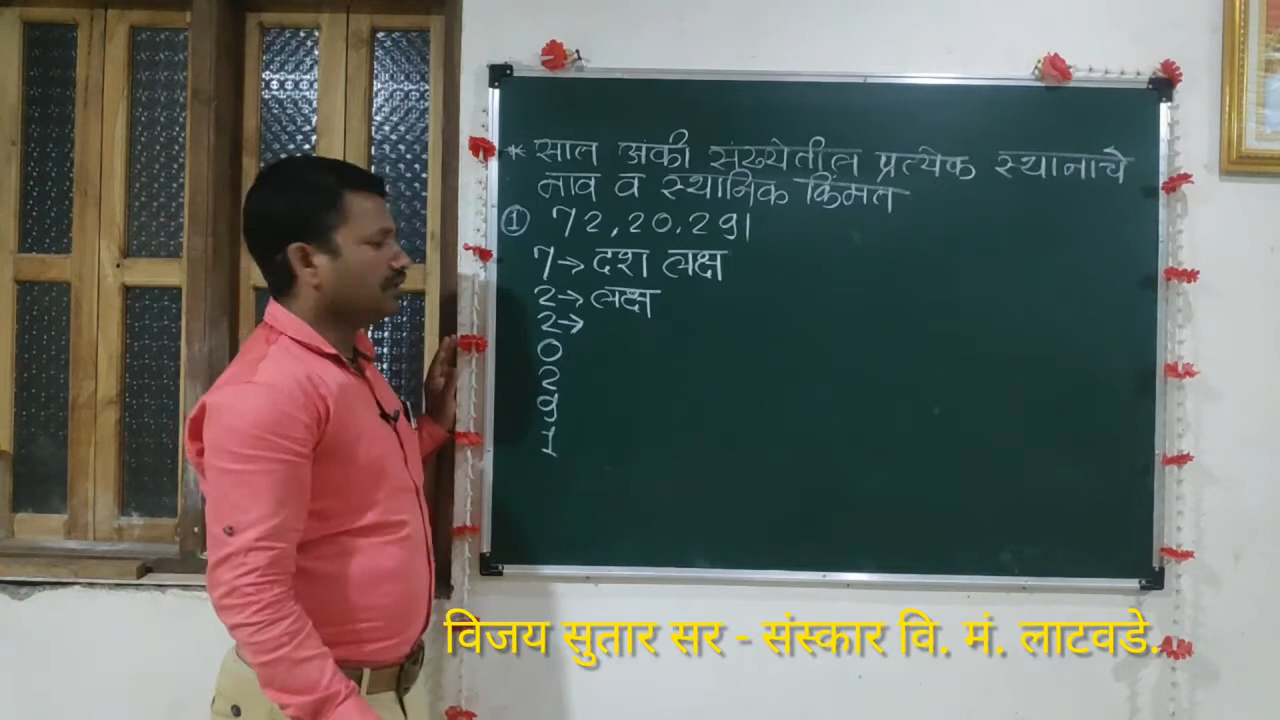 * सात अंकी संख्येतील प्रत्येक स्थानाचे
नाव व स्थानिक किंमत
① 72,20,291
7→ दश लक्ष
2→ लक्ष
2→
0
2
9
1
विजय सुतार सर - संस्कार वि. मं. लाटवडे.